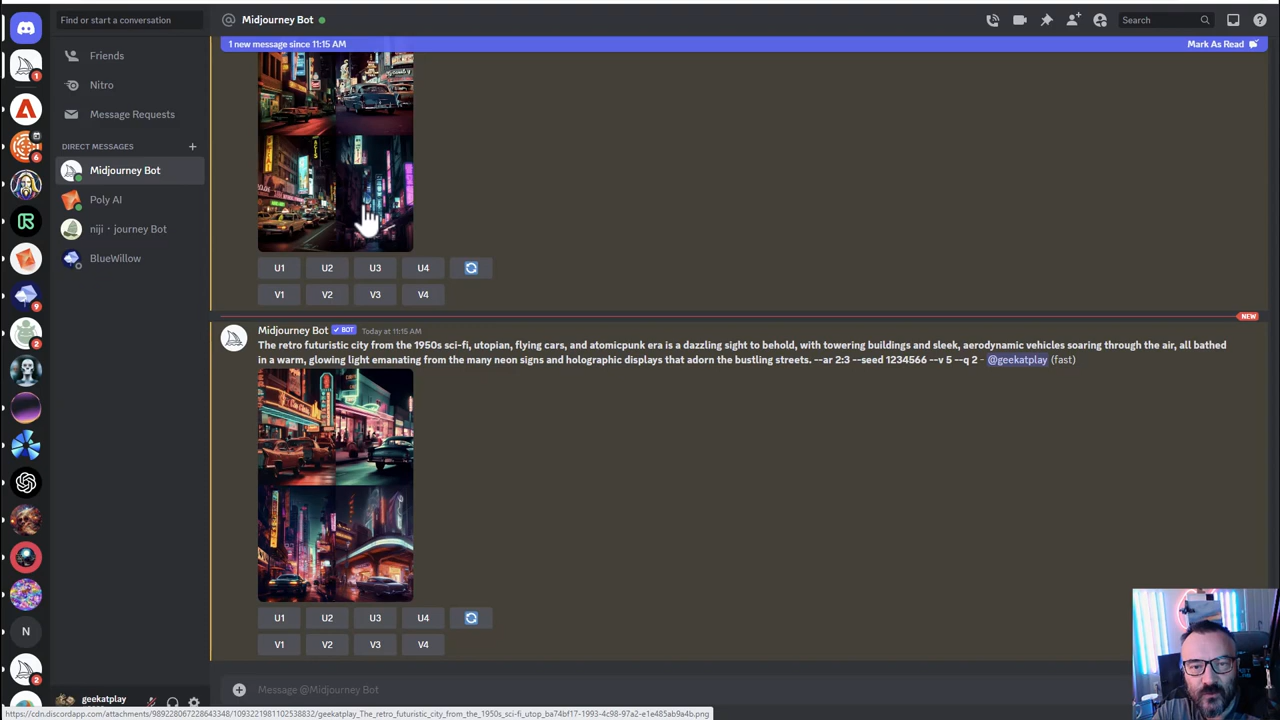 Find or start a conversation
Midjourney Bot
Search
1 new message since 11:15 AM
Mark As Read
1
Friends
Nitro
Message Requests
DIRECT MESSAGES
Midjourney Bot
Poly AI
niji・journey Bot
BlueWillow
6
9
2
N
2
U1 U2 U3 U4
V1 V2 V3 V4
NEW
Midjourney Bot ✓ BOT Today at 11:15 AM
The retro futuristic city from the 1950s sci-fi, utopian, flying cars, and atomicpunk era is a dazzling sight to behold, with towering buildings and sleek, aerodynamic vehicles soaring through the air, all bathed
in a warm, glowing light emanating from the many neon signs and holographic displays that adorn the bustling streets. --ar 2:3 --seed 1234566 --v 5 --q 2 - @geekatplay (fast)
U1 U2 U3 U4
V1 V2 V3 V4
Message @Midjourney Bot
geekatplay